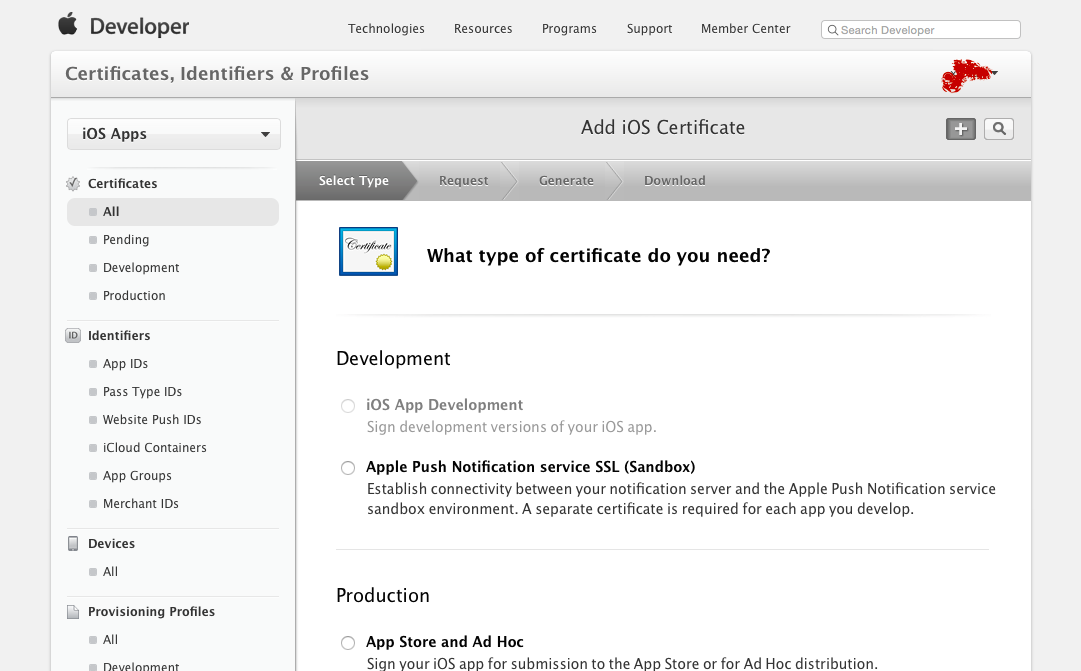 Developer
Technologies Resources Programs Support Member Center Search Developer
Certificates, Identifiers & Profiles
iOS Apps
Certificates
All
Pending
Development
Production
ID Identifiers
App IDs
Pass Type IDs
Website Push IDs
iCloud Containers
App Groups
Merchant IDs
Devices
All
Provisioning Profiles
All
Development
Add iOS Certificate
Select Type Request Generate Download
Certificate
What type of certificate do you need?
Development
iOS App Development
Sign development versions of your iOS app.
Apple Push Notification service SSL (Sandbox)
Establish connectivity between your notification server and the Apple Push Notification service
sandbox environment. A separate certificate is required for each app you develop.
Production
App Store and Ad Hoc
Sign your iOS app for submission to the App Store or for Ad Hoc distribution.